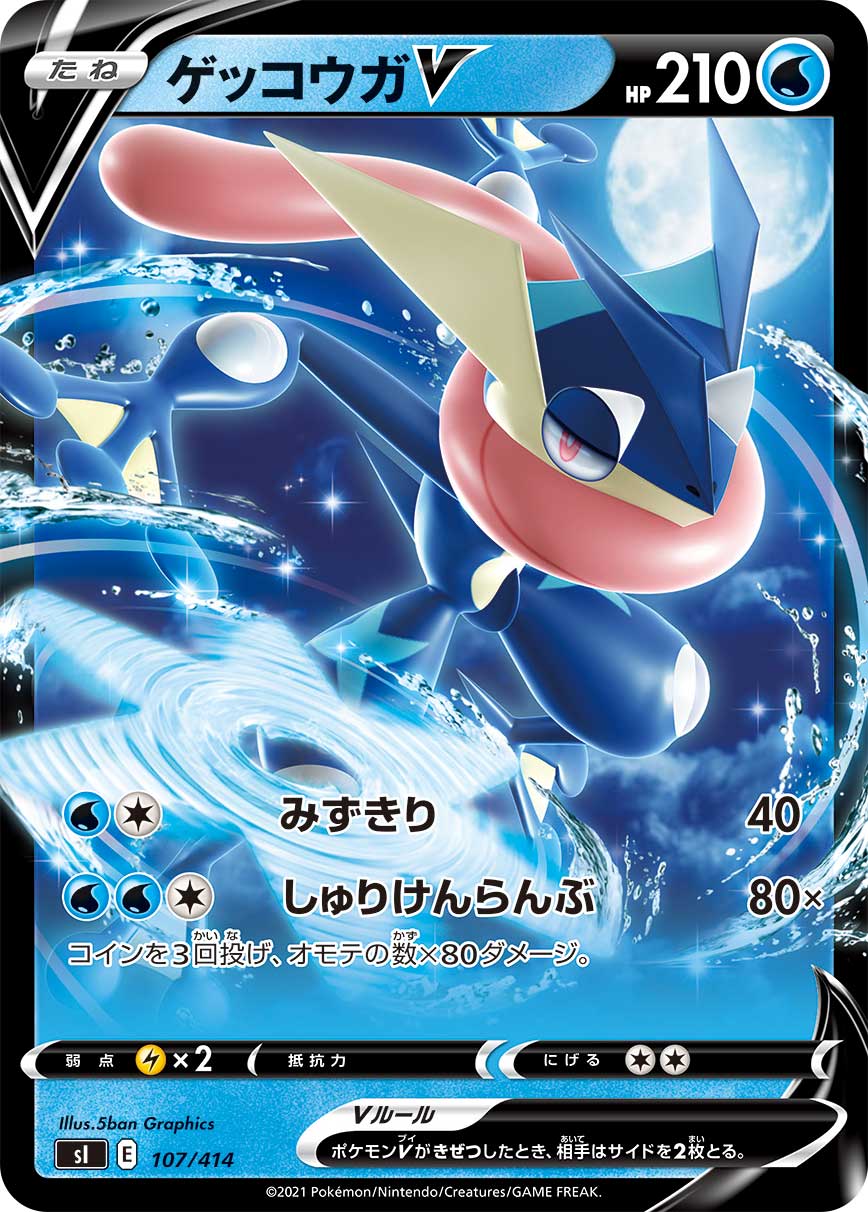 たね ゲッコウガV HP210
みずきり 40
しゅりけんらんぶ 80×
コインを3回投げ、オモテの数×80ダメージ。
弱点 ×2 抵抗力 にげる
Illus.5ban Graphics
Vルール
ポケモンVがきぜつしたとき、相手はサイドを2枚とる。
sI E 107/414
©2021 Pokémon/Nintendo/Creatures/GAME FREAK.